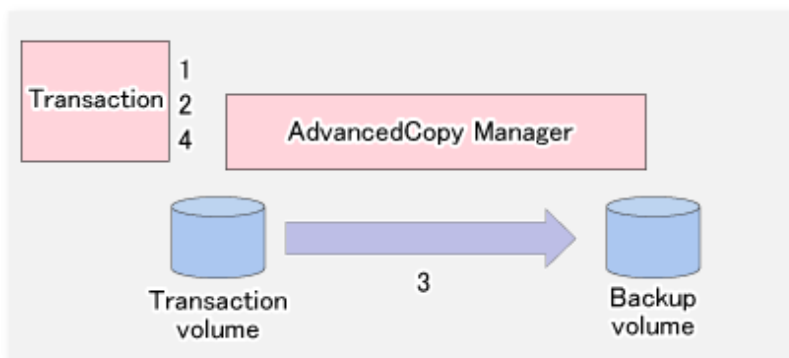 1
Transaction 2
4
AdvancedCopy Manager
3
Transaction
volume
Backup
volume